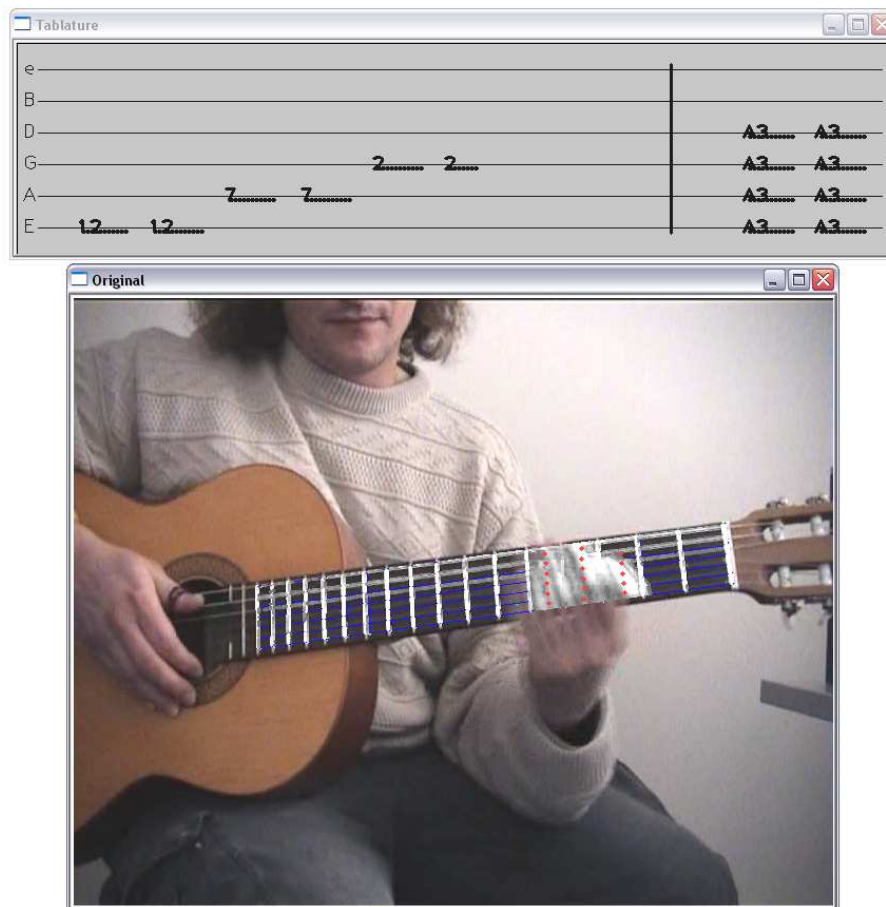 Tablature
e
B
D A3 A3
G 2 2 A3 A3
A 7 7 A3 A3
E 12 12 A3 A3
Original